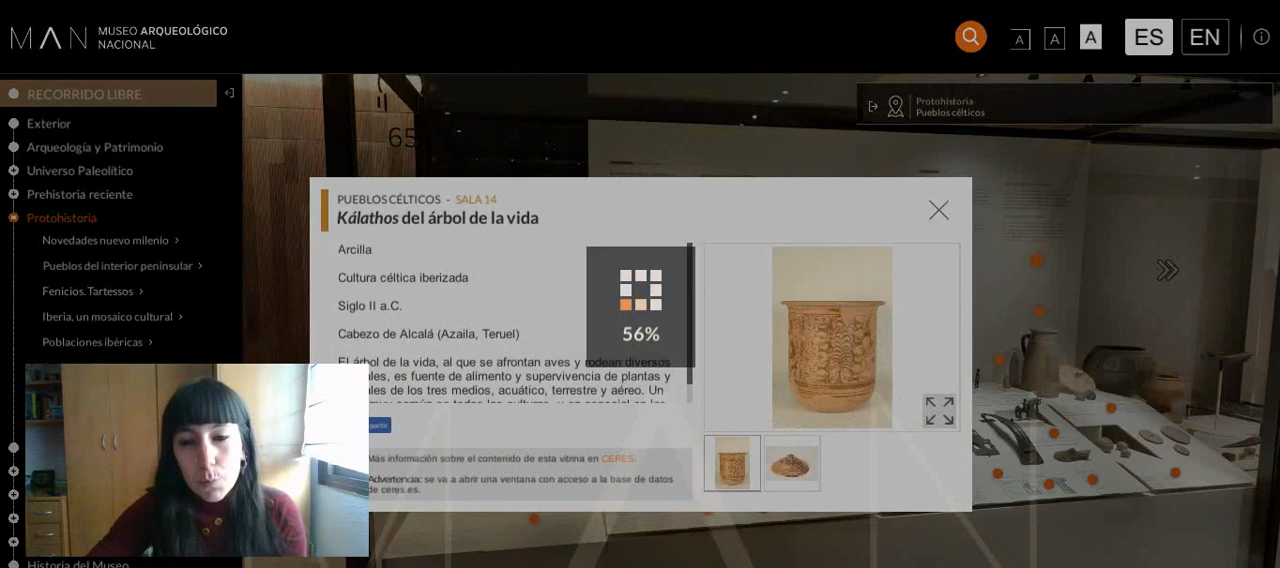 MAN MUSEO ARQUEOLÓGICO
NACIONAL
A A A ES EN
RECORRIDO LIBRE
Exterior
Arqueología y Patrimonio
Universo Paleolítico
Prehistoria reciente
Protohistoria
Novedades nuevo milenio
Pueblos del interior peninsular
Fenicios. Tartessos
Iberia, un mosaico cultural
Poblaciones ibéricas
Historia del Museo
65
Protohistoria
Pueblos célticos
PUEBLOS CÉLTICOS - SALA 14
Kálathos del árbol de la vida
Arcilla
Cultura céltica iberizada
Siglo II a.C.
Cabezo de Alcalá (Azaila, Teruel)
El árbol de la vida, al que se afrontan aves y rodean diversos
es fuente de alimento y supervivencia de plantas y
de los tres medios, acuático, terrestre y aéreo. Un
56%
Más información sobre el contenido de esta vitrina en CERES.
Advertencia: se va a abrir una ventana con acceso a la base de datos
de ceres.es.